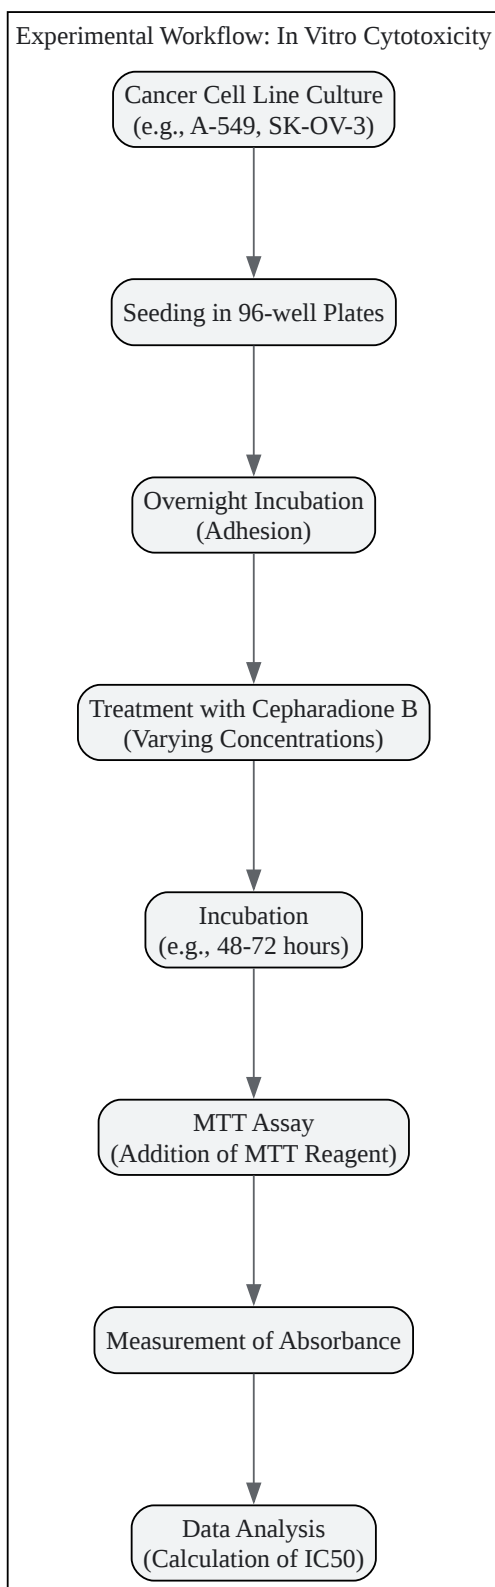 Experimental Workflow: In Vitro Cytotoxicity
Cancer Cell Line Culture
(e.g., A-549, SK-OV-3)
Seeding in 96-well Plates
Overnight Incubation
(Adhesion)
Treatment with Cepharadione B
(Varying Concentrations)
Incubation
(e.g., 48-72 hours)
MTT Assay
(Addition of MTT Reagent)
Measurement of Absorbance
Data Analysis
(Calculation of IC50)